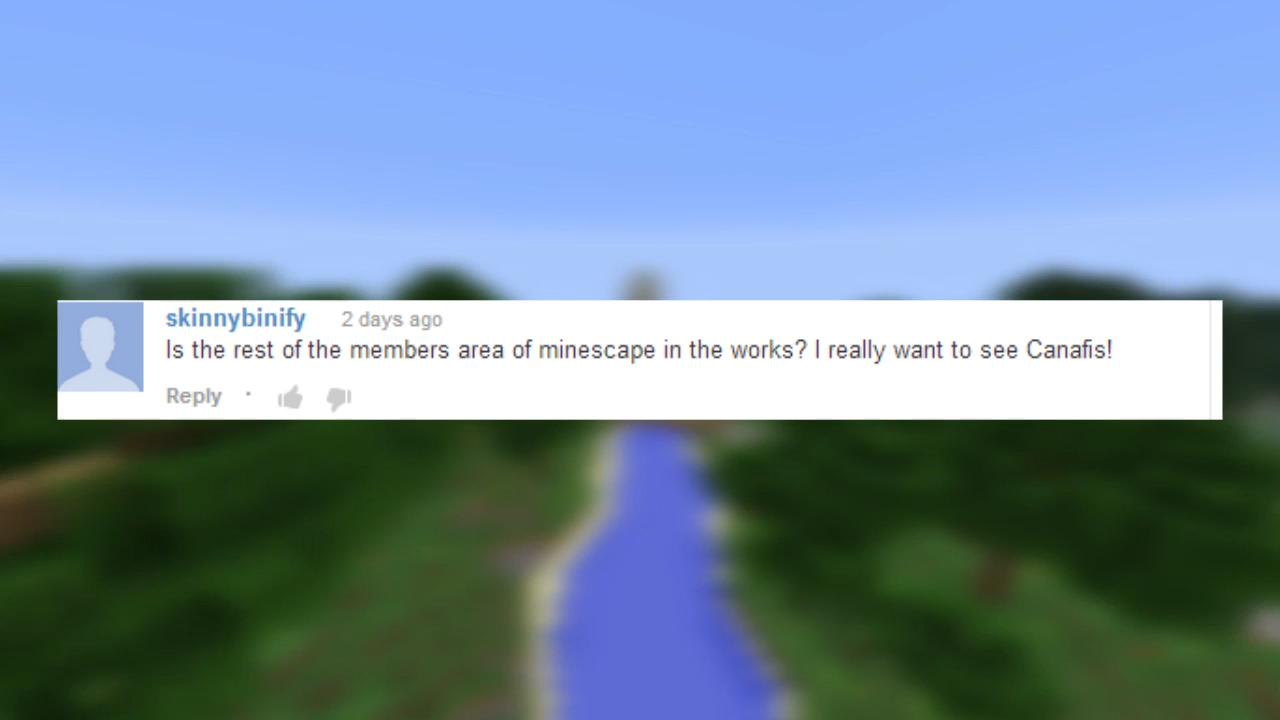 skinnybinify 2 days ago
Is the rest of the members area of minescape in the works? I really want to see Canafis!
Reply ·